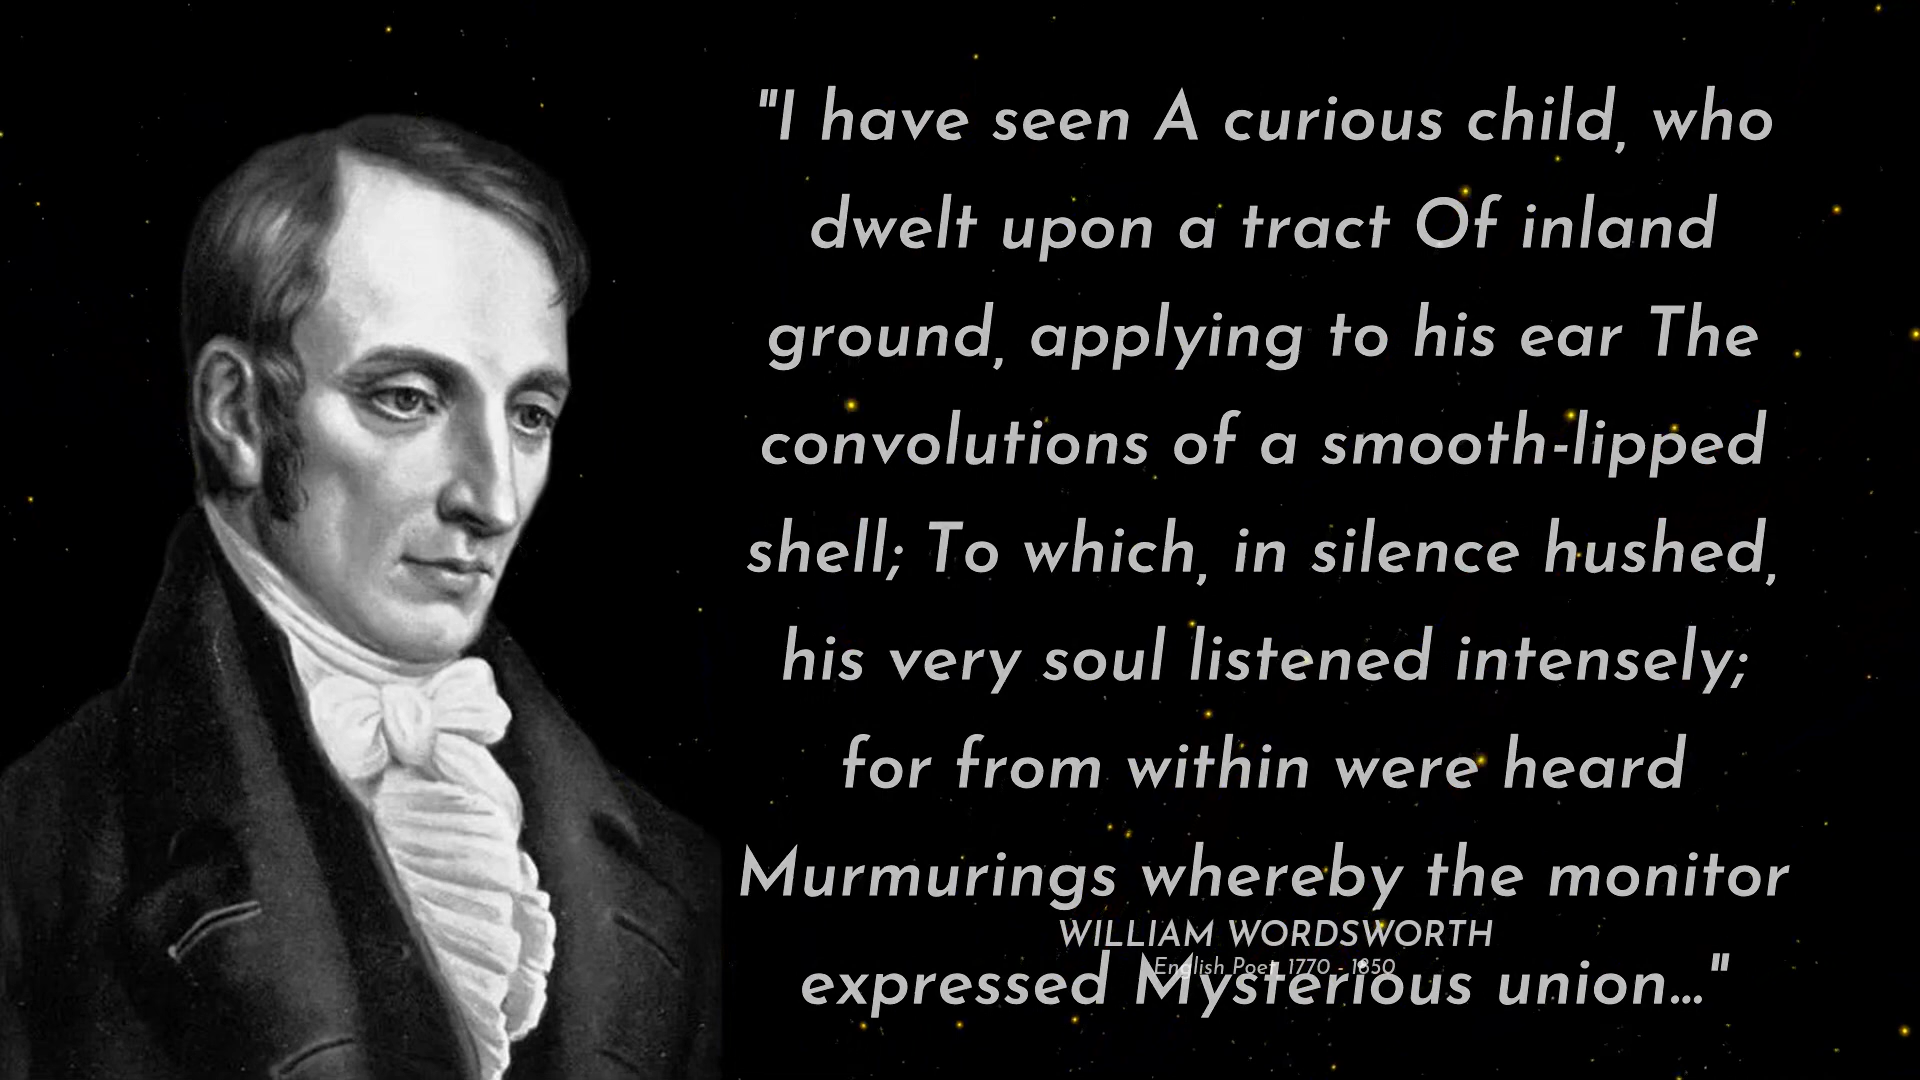 "I have seen A curious child, who
dwelt upon a tract Of inland
ground, applying to his ear The
convolutions of a smooth-lipped
shell; To which, in silence hushed,
his very soul listened intensely;
for from within were heard
Murmurings whereby the monitor
WILLIAM WORDSWORTH
English Poet, 1770 - 1850
expressed Mysterious union..."